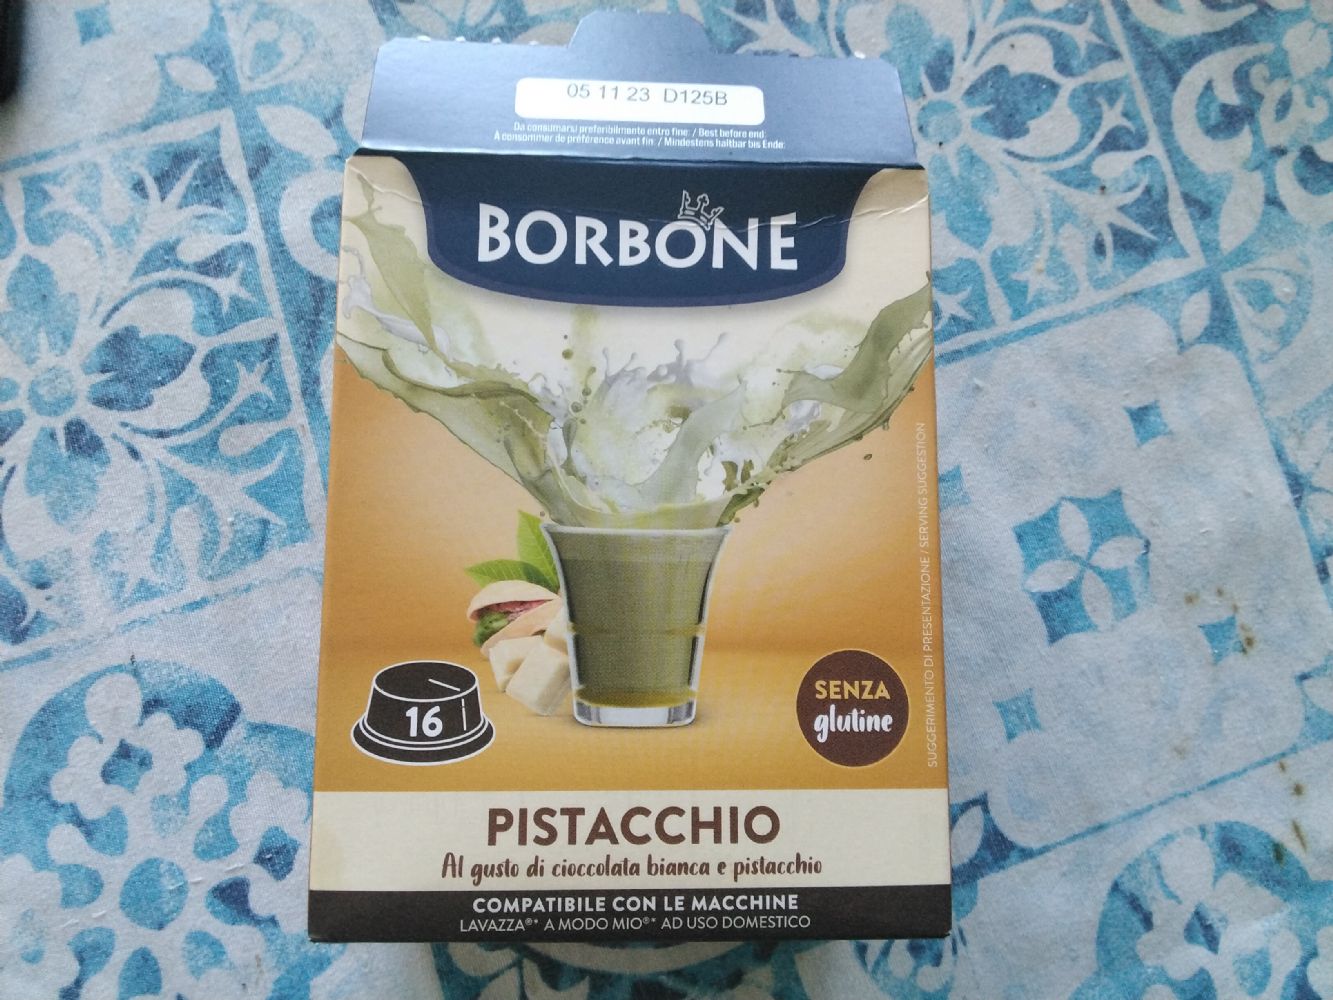 05 11 23 D125B
Da consumarsi preferibilmente entro fine: / Best before end:
A consommer de préférence avant fin: / Mindestens haltbar bis Ende:
BORBONE
SUGGERIMENTO DI PRESENTAZIONE / SERVING SUGGESTION
16
SENZA
glutine
PISTACCHIO
Al gusto di cioccolata bianca e pistacchio
COMPATIBILE CON LE MACCHINE
LAVAZZA®* A MODO MIO®* AD USO DOMESTICO